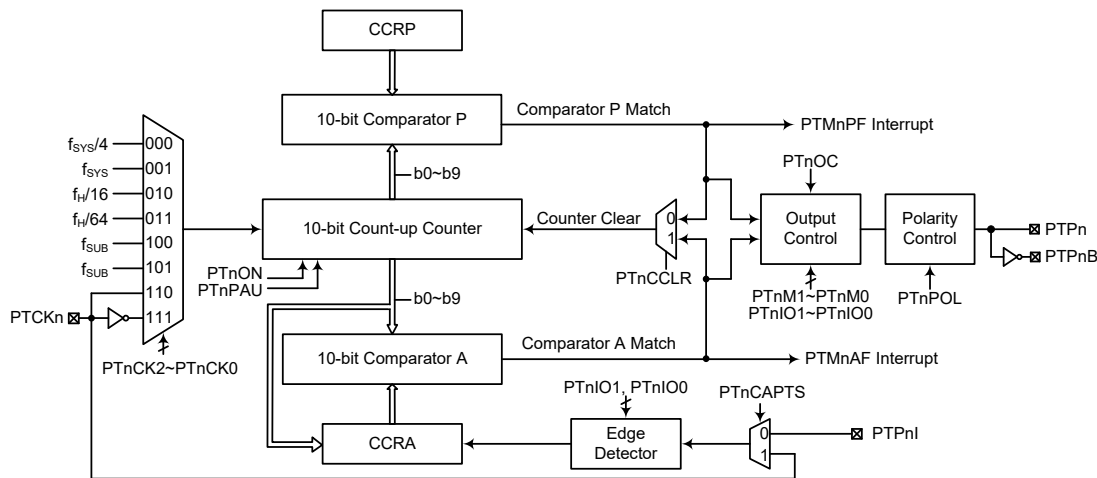 CCRP
10-bit Comparator P
Comparator P Match
PTMnPF Interrupt
b0~b9
fSYS/4
000
fSYS
001
fH/16
010
fH/64
011
fSUB
100
fSUB
101
110
111
PTCKn
PTnCK2~PTnCK0
10-bit Count-up Counter
PTnON
PTnPAU
Counter Clear
0
1
PTnCCLR
PTnOC
Output
Control
PTnM1~PTnM0
PTnIO1~PTnIO0
Polarity
Control
PTnPOL
PTPn
PTPnB
b0~b9
10-bit Comparator A
Comparator A Match
PTMnAF Interrupt
CCRA
PTnIO1, PTnIO0
Edge
Detector
PTnCAPTS
0
1
PTPnI